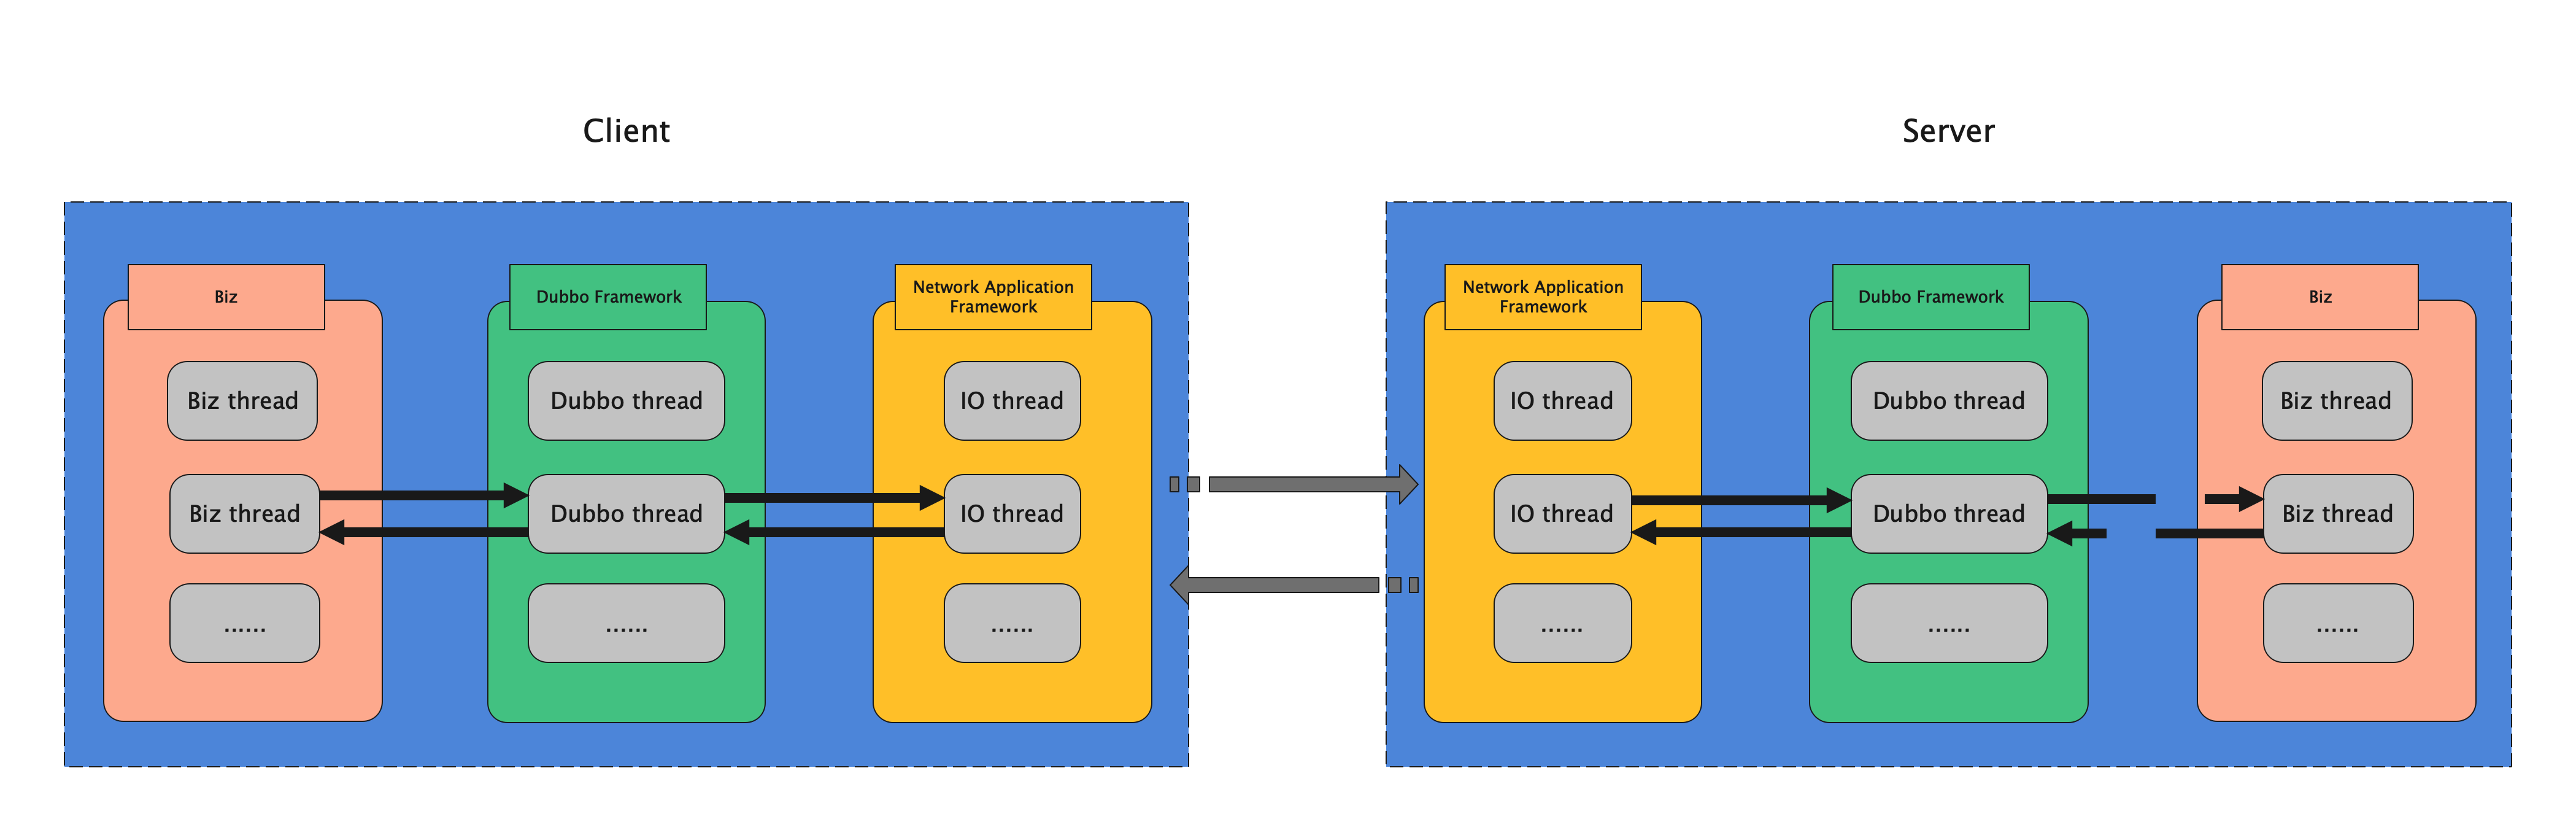 Client
Server
Biz
Dubbo Framework
Network Application
Framework
Network Application
Framework
Dubbo Framework
Biz
Biz thread
Dubbo thread
IO thread
IO thread
Dubbo thread
Biz thread
Biz thread
Dubbo thread
IO thread
IO thread
Dubbo thread
Biz thread
......
......
......
......
......
......